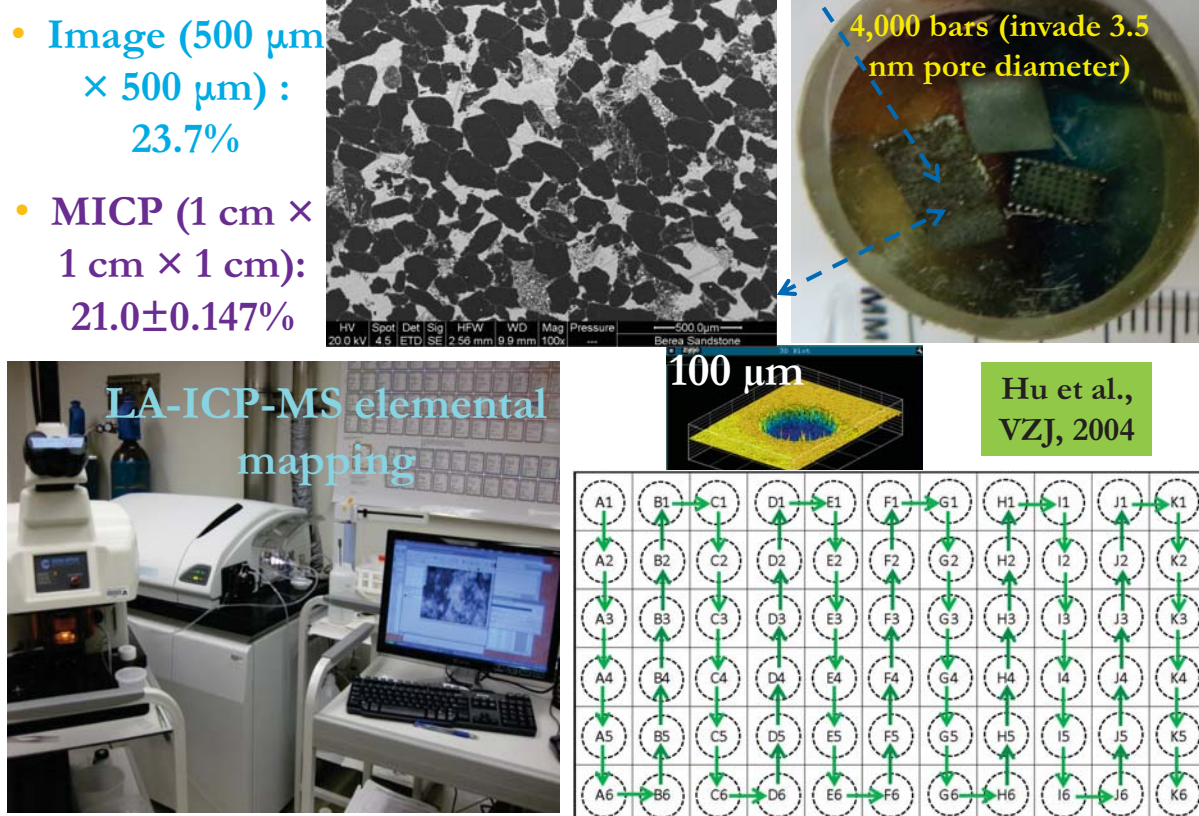 • Image (500 μm
× 500 μm) :
23.7%
• MICP (1 cm ×
1 cm × 1 cm):
21.0±0.147%
HV Spot Det Sig HFW WD Mag Pressure 500.0μm
20.0 kV 4.5 ETD SE 2.56 mm 9.9 mm 100x --- Berea Sandstone
4,000 bars (invade 3.5
nm pore diameter)
MM
LA-ICP-MS elemental
mapping
3D Plot
100 μm
Hu et al.,
VZJ, 2004
A1 B1 C1 D1 E1 F1 G1 H1 I1 J1 K1
A2 B2 C2 D2 E2 F2 G2 H2 I2 J2 K2
A3 B3 C3 D3 E3 F3 G3 H3 I3 J3 K3
A4 B4 C4 D4 E4 F4 G4 H4 I4 J4 K4
A5 B5 C5 D5 E5 F5 G5 H5 I5 J5 K5
A6 B6 C6 D6 E6 F6 G6 H6 I6 J6 K6